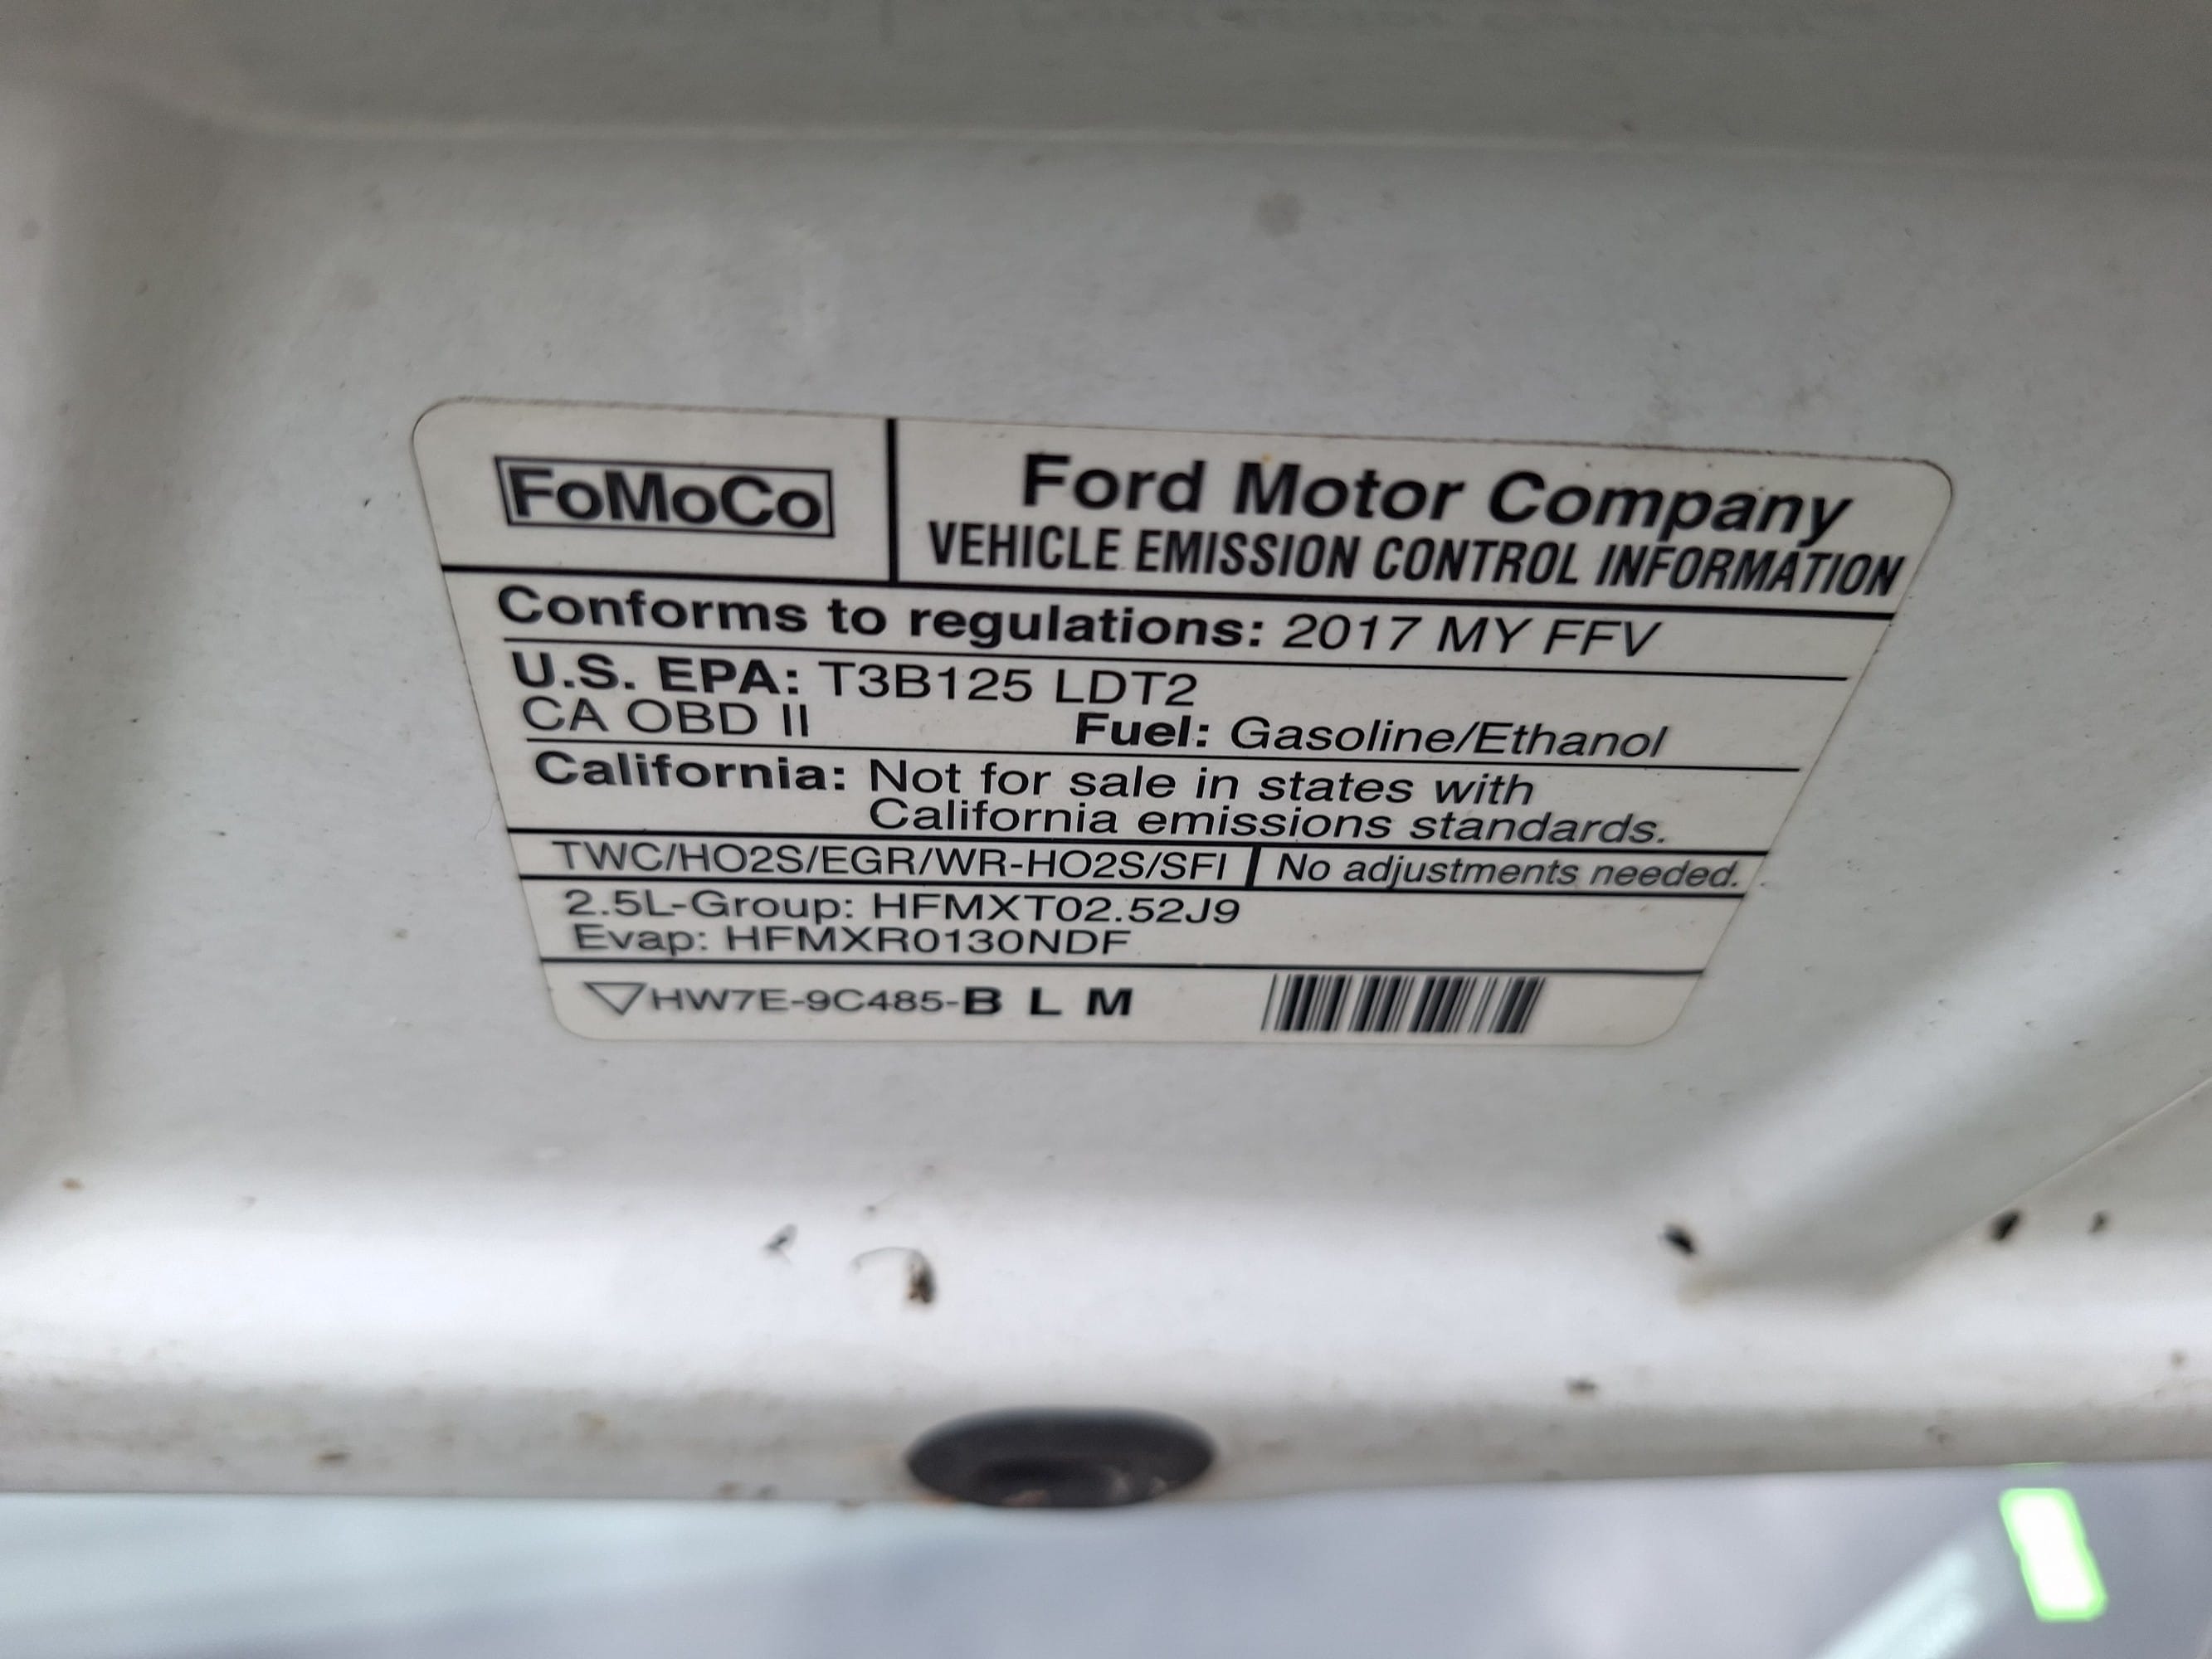 FoMoCo
Ford Motor Company
VEHICLE EMISSION CONTROL INFORMATION
Conforms to regulations: 2017 MY FFV
U.S. EPA: T3B125 LDT2
CA OBD II Fuel: Gasoline/Ethanol
California: Not for sale in states with
California emissions standards.
TWC/HO2S/EGR/WR-HO2S/SFI No adjustments needed.
2.5L-Group: HFMXT02.52J9
Evap: HFMXR0130NDF
HW7E-9C485-B L M